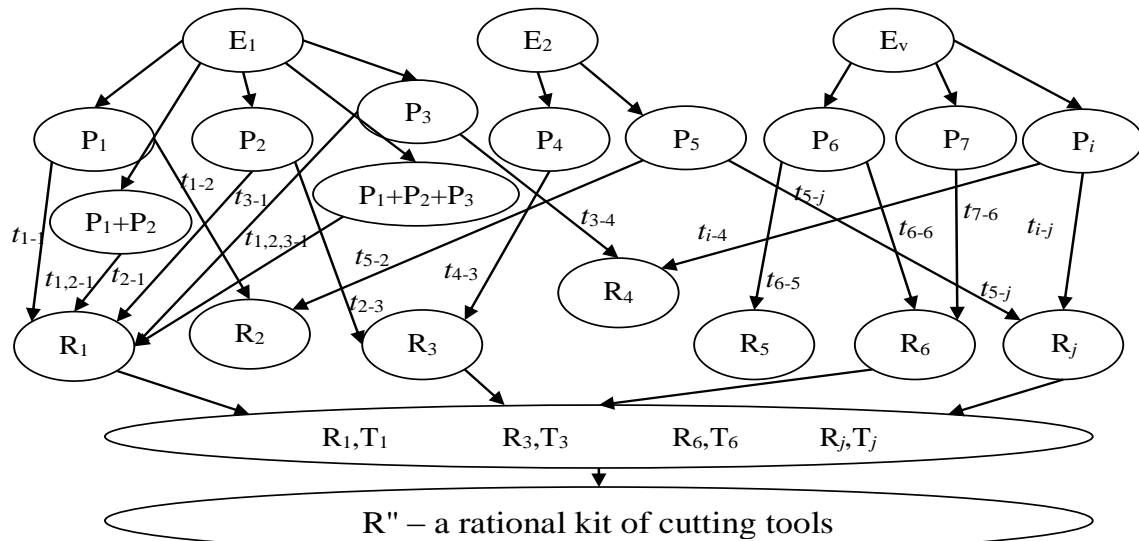 E₁ E₂ Eᵥ
P₃
P₁ P₂ P₄ P₅ P₆ P₇ Pᵢ
t₁₋₂ t₃₋₁ P₁+P₂+P₃ t₅₋ⱼ
P₁+P₂ t₃₋₄ t₇₋₆
t₁₋₁ t₁,₂,₃₋₁ tᵢ₋₄ t₆₋₆ tᵢ₋ⱼ
t₁,₂₋₁ t₂₋₁ t₅₋₂ t₄₋₃ t₆₋₅
R₄ t₅₋ⱼ
t₂₋₃
R₁ R₂ R₃ R₅ R₆ Rⱼ
R₁,T₁ R₃,T₃ R₆,T₆ Rⱼ,Tⱼ
R" – a rational kit of cutting tools